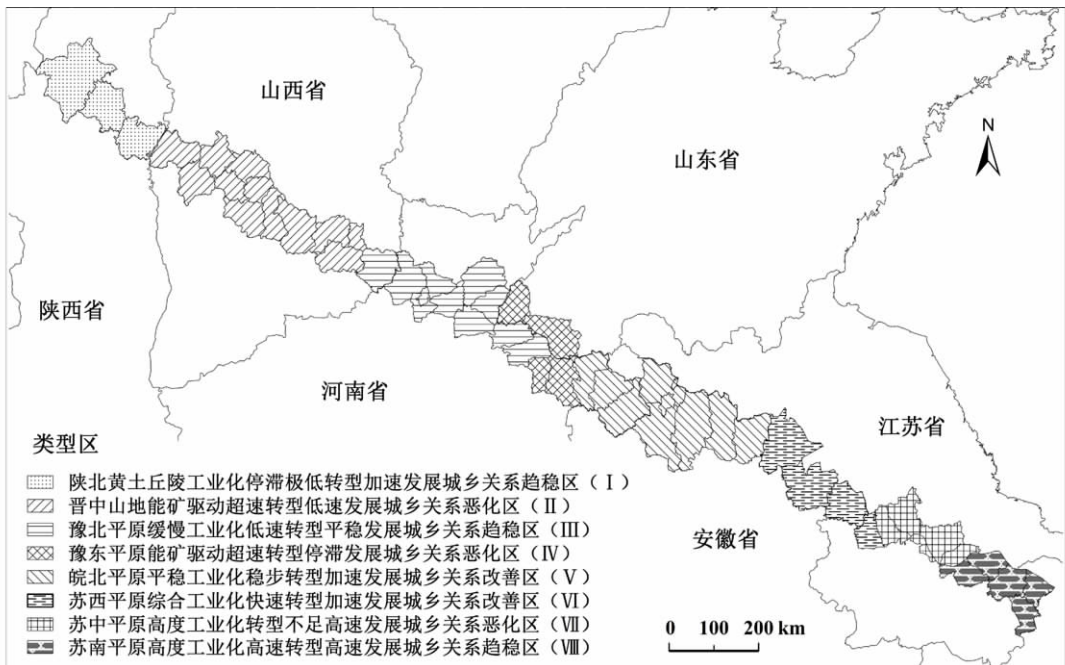 山西省
山东省
N
陕西省
河南省
江苏省
安徽省
类型区
陕北黄土丘陵工业化停滞极低转型加速发展城乡关系趋稳区（Ⅰ）
晋中山地能矿驱动超速转型低速发展城乡关系恶化区（Ⅱ）
豫北平原缓慢工业化低速转型平稳发展城乡关系趋稳区（Ⅲ）
豫东平原能矿驱动超速转型停滞发展城乡关系恶化区（Ⅳ）
皖北平原平稳工业化稳步转型加速发展城乡关系改善区（Ⅴ）
苏西平原综合工业化快速转型加速发展城乡关系改善区（Ⅵ）
苏中平原高度工业化转型不足高速发展城乡关系恶化区（Ⅶ）
苏南平原高度工业化高速转型高速发展城乡关系趋稳区（Ⅷ）
0 100 200 km